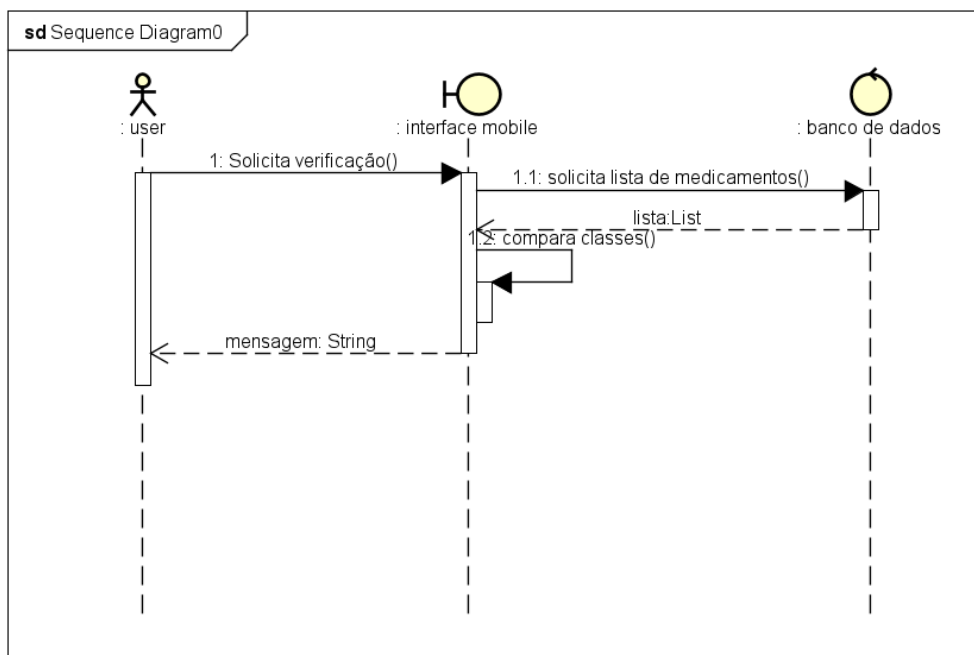 sd Sequence Diagram0
: user
: interface mobile
: banco de dados
1: Solicita verificação()
1.1: solicita lista de medicamentos()
lista:List
1.2: compara classes()
mensagem: String